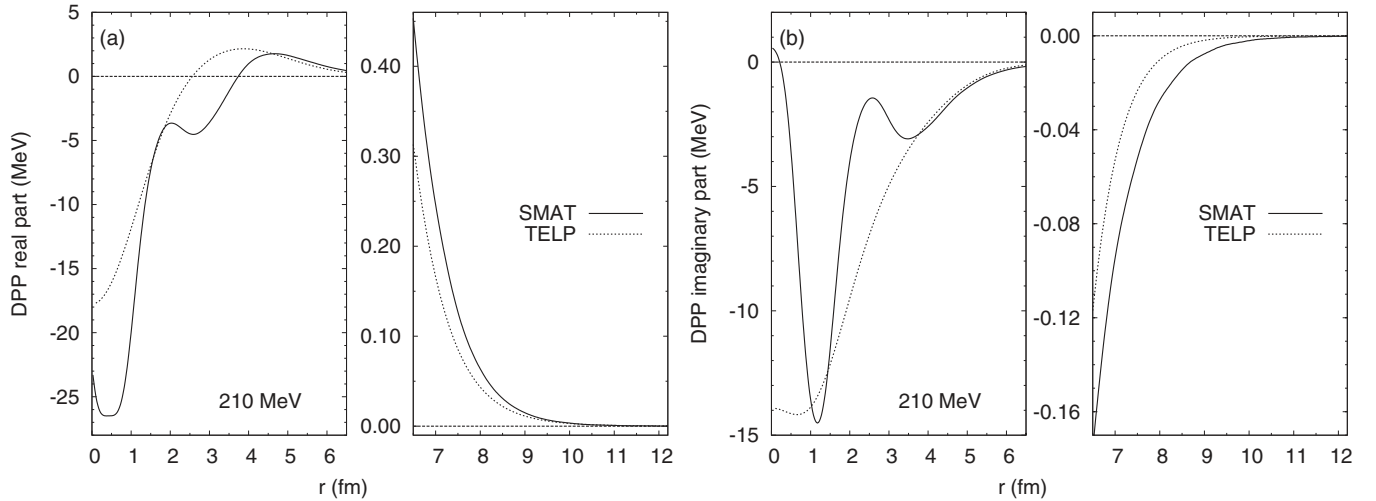 (a)
DPP real part (MeV)
5
0
-5
-10
-15
-20
-25
210 MeV
0 1 2 3 4 5 6
0.40
0.30
0.20
0.10
0.00
SMAT
TELP
7 8 9 10 11 12
r (fm)
(b)
DPP imaginary part (MeV)
0
-5
-10
-15
210 MeV
0 1 2 3 4 5 6
0.00
-0.04
-0.08
-0.12
-0.16
SMAT
TELP
7 8 9 10 11 12
r (fm)